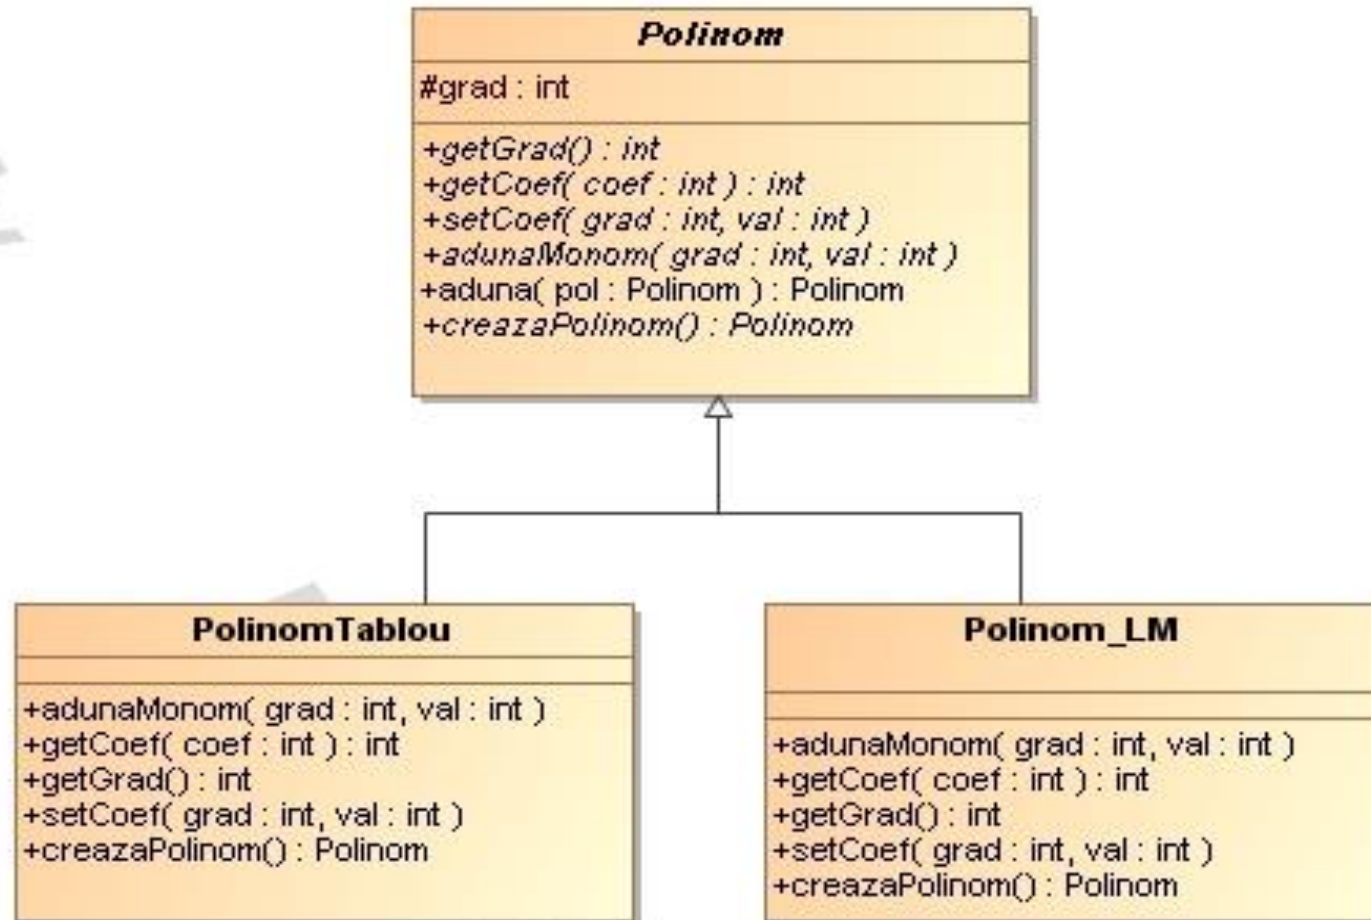 Polinom
#grad : int
+getGrad() : int
+getCoef( coef : int ) : int
+setCoef( grad : int, val : int )
+adunaMonom( grad : int, val : int )
+aduna( pol : Polinom ) : Polinom
+creazaPolinom() : Polinom
PolinomTablou
+adunaMonom( grad : int, val : int )
+getCoef( coef : int ) : int
+getGrad() : int
+setCoef( grad : int, val : int )
+creazaPolinom() : Polinom
Polinom_LM
+adunaMonom( grad : int, val : int )
+getCoef( coef : int ) : int
+getGrad() : int
+setCoef( grad : int, val : int )
+creazaPolinom() : Polinom